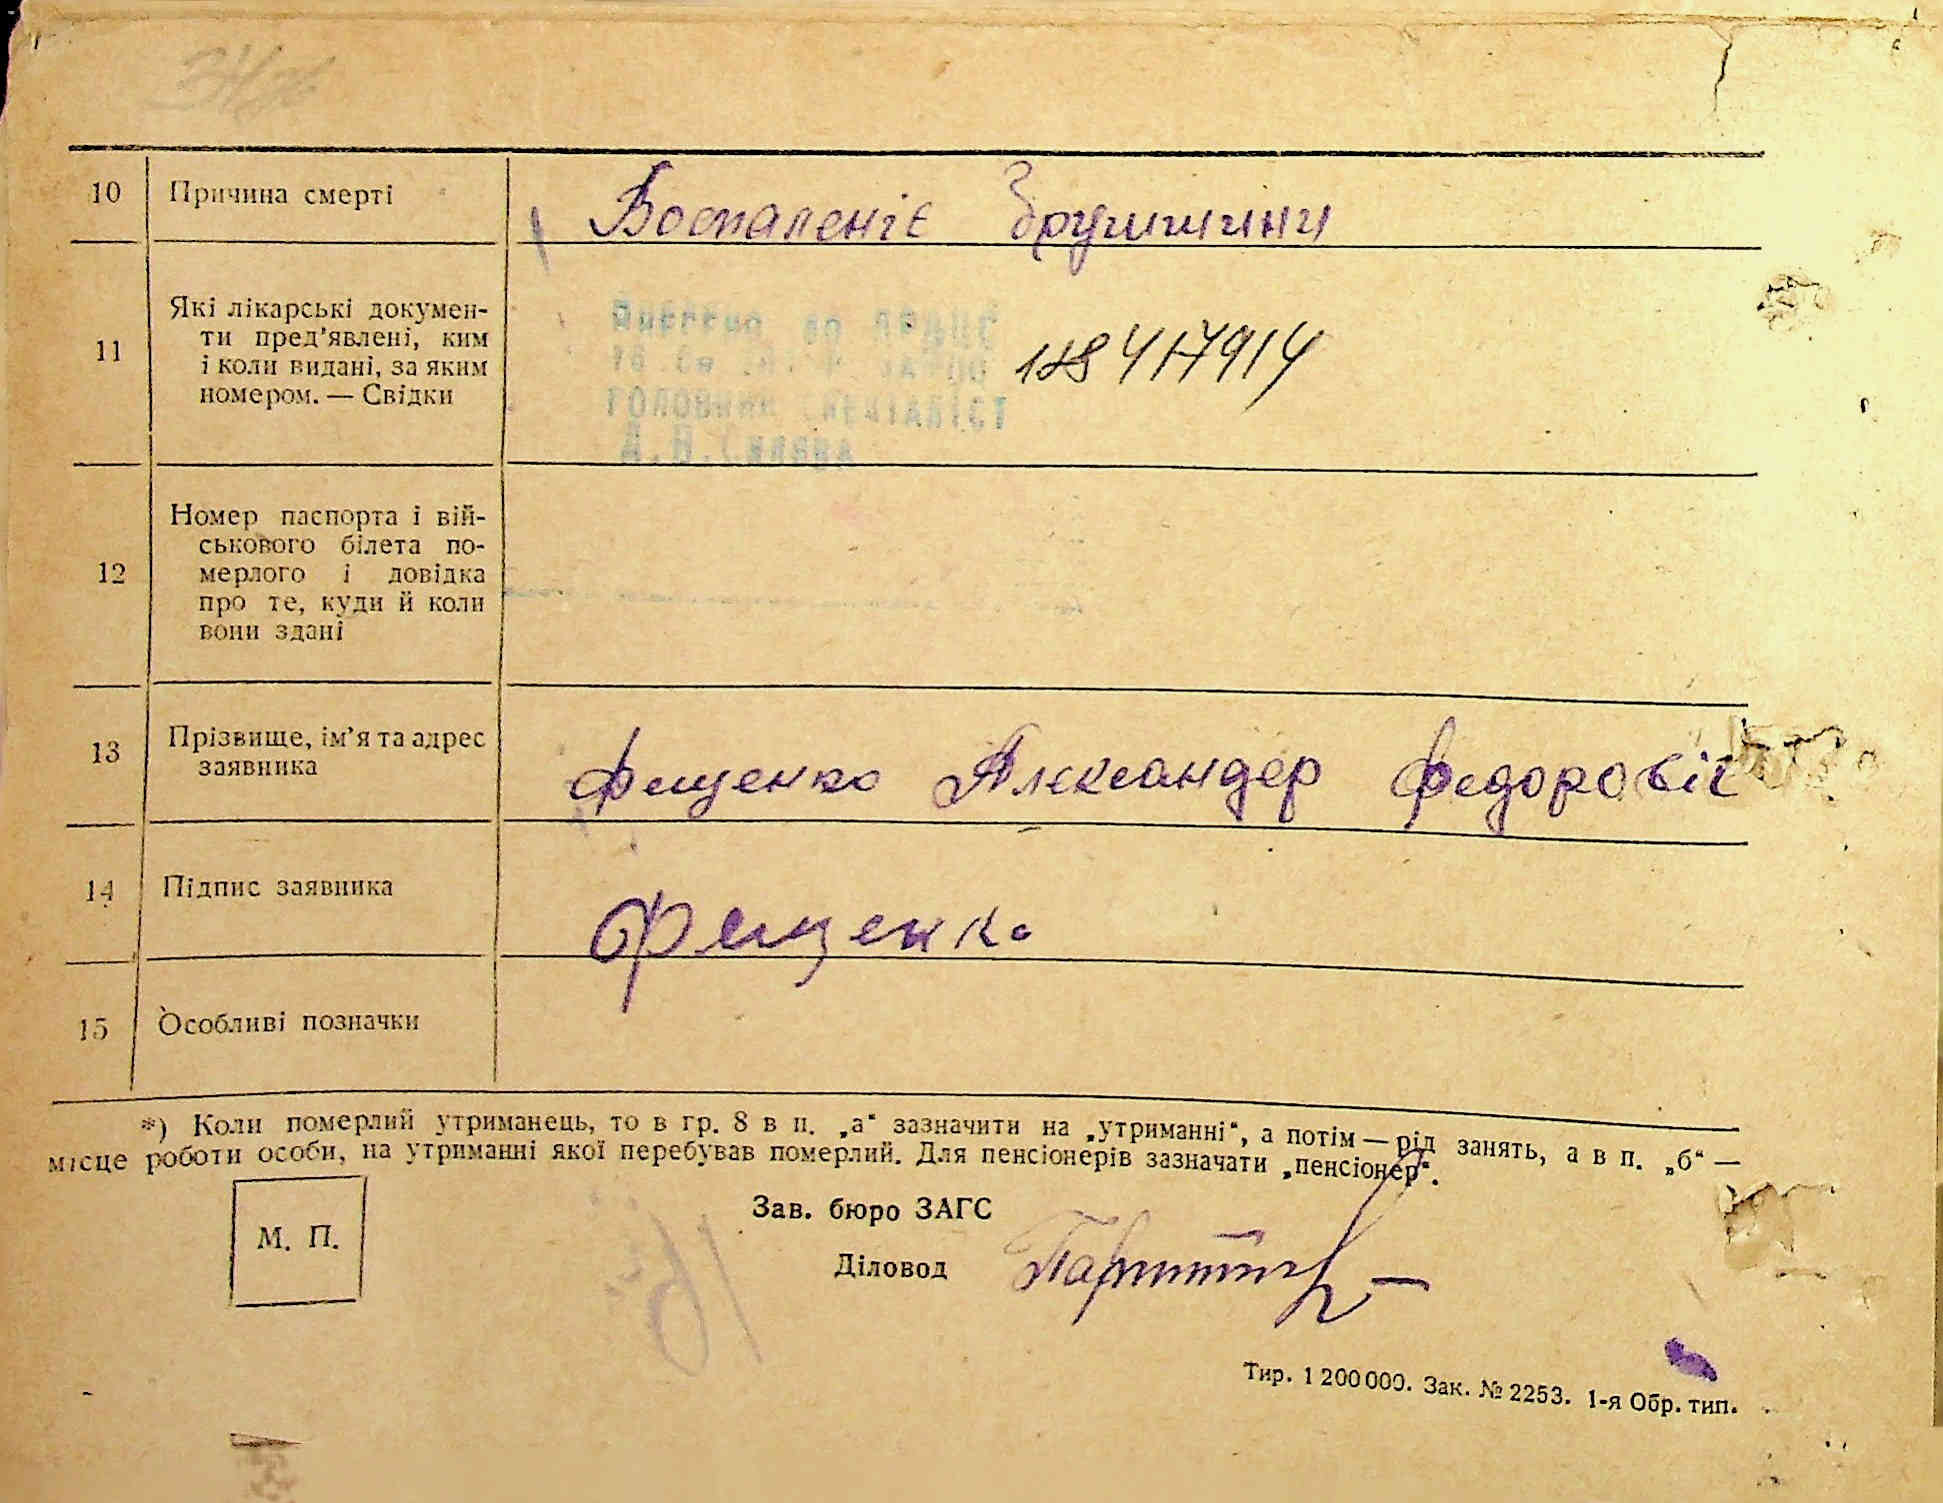 10 Причина смерті Воспаленіє Брушини
11 Які лікарські докумен-
ти пред'явлені, ким
і коли видані, за яким
номером. — Свідки
ГОЛОВНИЙ СПЕЦІАЛІСТ
12 Номер паспорта і вій-
ськового білета по-
мерлого і довідка
про те, куди й коли
вони здані
13 Прізвище, ім'я та адрес
заявника
Фещенко Александер Федоровіч
14 Підпис заявника Фещенко
15 Особливі позначки
*) Коли померлий утриманець, то в гр. 8 в п. „а“ зазначити на „утриманні“, а потім — рід занять, а в п. „б“ —
місце роботи особи, на утриманні якої перебував померлий. Для пенсіонерів зазначати „пенсіонер“.
М. П.
Зав. бюро ЗАГС
Діловод
Тир. 1 200 000. Зак. № 2253. 1-я Обр. тип.